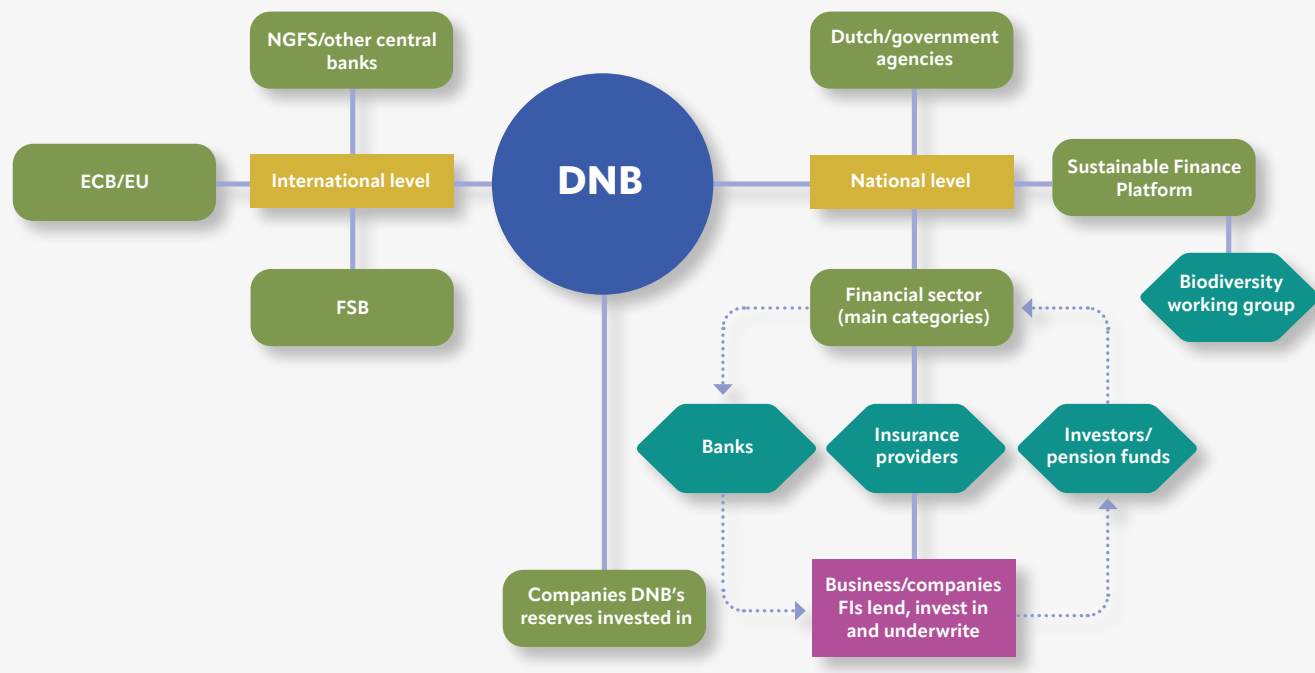 NGFS/other central
banks
Dutch/government
agencies
ECB/EU
International level
DNB
National level
Sustainable Finance
Platform
FSB
Financial sector
(main categories)
Biodiversity
working group
Banks
Insurance
providers
Investors/
pension funds
Companies DNB's
reserves invested in
Business/companies
FIs lend, invest in
and underwrite